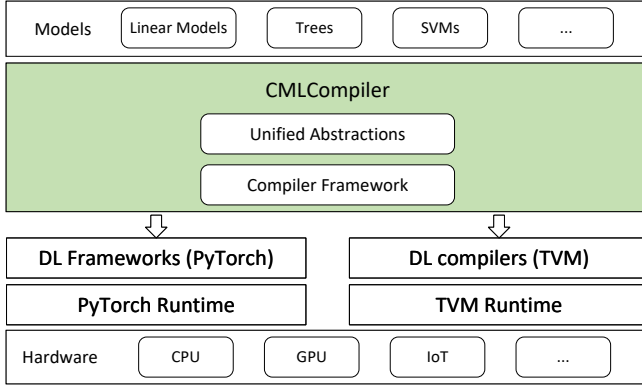 Models Linear Models Trees SVMs ...
CMLCompiler
Unified Abstractions
Compiler Framework
DL Frameworks (PyTorch) DL compilers (TVM)
PyTorch Runtime TVM Runtime
Hardware CPU GPU IoT ...